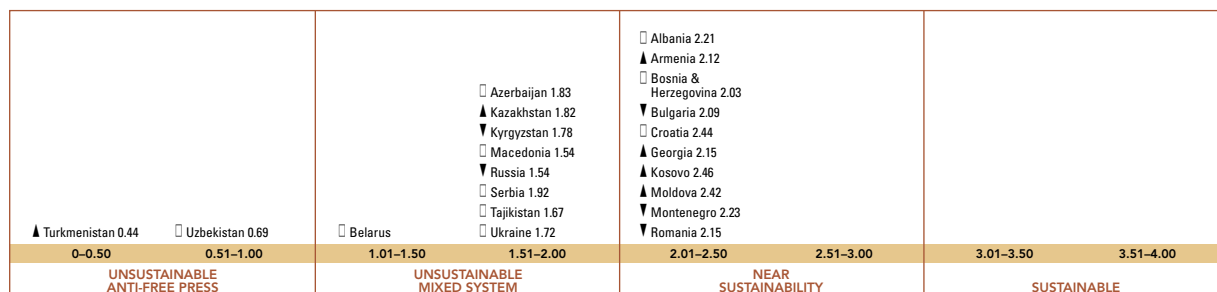 Albania 2.21
Armenia 2.12
Bosnia &
Herzegovina 2.03
Azerbaijan 1.83
Bulgaria 2.09
Kazakhstan 1.82
Croatia 2.44
Kyrgyzstan 1.78
Georgia 2.15
Macedonia 1.54
Kosovo 2.46
Russia 1.54
Moldova 2.42
Serbia 1.92
Montenegro 2.23
Tajikistan 1.67
Turkmenistan 0.44
Uzbekistan 0.69
Belarus
Ukraine 1.72
Romania 2.15
0–0.50
0.51–1.00
1.01–1.50
1.51–2.00
2.01–2.50
2.51–3.00
3.01–3.50
3.51–4.00
UNSUSTAINABLE
ANTI-FREE PRESS
UNSUSTAINABLE
MIXED SYSTEM
NEAR
SUSTAINABILITY
SUSTAINABLE